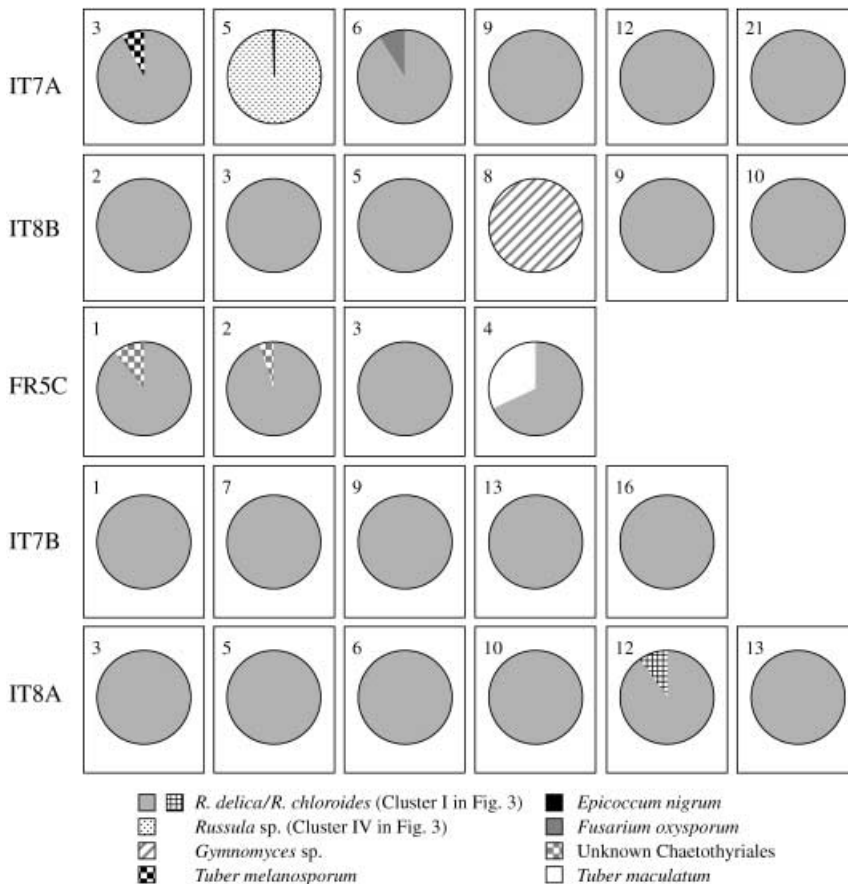 3 5 6 9 12 21
IT7A
2 3 5 8 9 10
IT8B
1 2 3 4
FR5C
1 7 9 13 16
IT7B
3 5 6 10 12 13
IT8A
R. delica/R. chloroides (Cluster I in Fig. 3) Epicoccum nigrum
Russula sp. (Cluster IV in Fig. 3) Fusarium oxysporum
Gymnomyces sp. Unknown Chaetothyriales
Tuber melanosporum Tuber maculatum